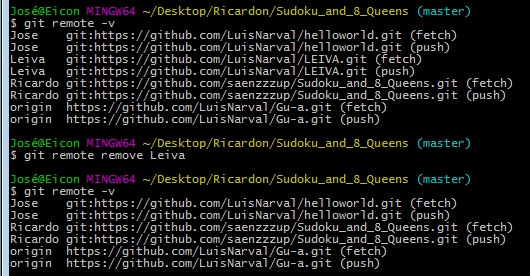 José@Eicon MINGW64 ~/Desktop/Ricardon/Sudoku_and_8_Queens (master)
$ git remote -v
Jose    git:https://github.com/LuisNarval/helloworld.git (fetch)
Jose    git:https://github.com/LuisNarval/helloworld.git (push)
Leiva   git:https://github.com/LuisNarval/LEIVA.git (fetch)
Leiva   git:https://github.com/LuisNarval/LEIVA.git (push)
Ricardo git:https://github.com/saenzzzup/Sudoku_and_8_Queens.git (fetch)
Ricardo git:https://github.com/saenzzzup/Sudoku_and_8_Queens.git (push)
origin  https://github.com/LuisNarval/Gu-a.git (fetch)
origin  https://github.com/LuisNarval/Gu-a.git (push)
José@Eicon MINGW64 ~/Desktop/Ricardon/Sudoku_and_8_Queens (master)
$ git remote remove Leiva
José@Eicon MINGW64 ~/Desktop/Ricardon/Sudoku_and_8_Queens (master)
$ git remote -v
Jose    git:https://github.com/LuisNarval/helloworld.git (fetch)
Jose    git:https://github.com/LuisNarval/helloworld.git (push)
Ricardo git:https://github.com/saenzzzup/Sudoku_and_8_Queens.git (fetch)
Ricardo git:https://github.com/saenzzzup/Sudoku_and_8_Queens.git (push)
origin  https://github.com/LuisNarval/Gu-a.git (fetch)
origin  https://github.com/LuisNarval/Gu-a.git (push)